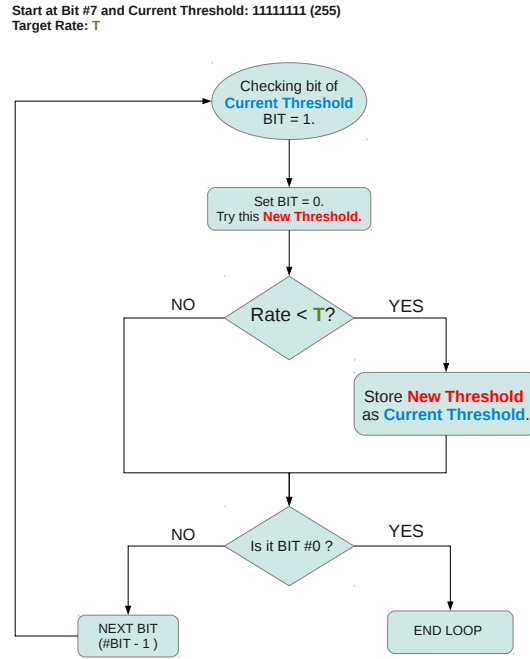 Start at Bit #7 and Current Threshold: 11111111 (255)
Target Rate: T
Checking bit of
Current Threshold
BIT = 1.
Set BIT = 0.
Try this New Threshold.
Rate < T?
NO
YES
Store New Threshold
as Current Threshold.
Is it BIT #0 ?
NO
YES
NEXT BIT
(#BIT - 1 )
END LOOP